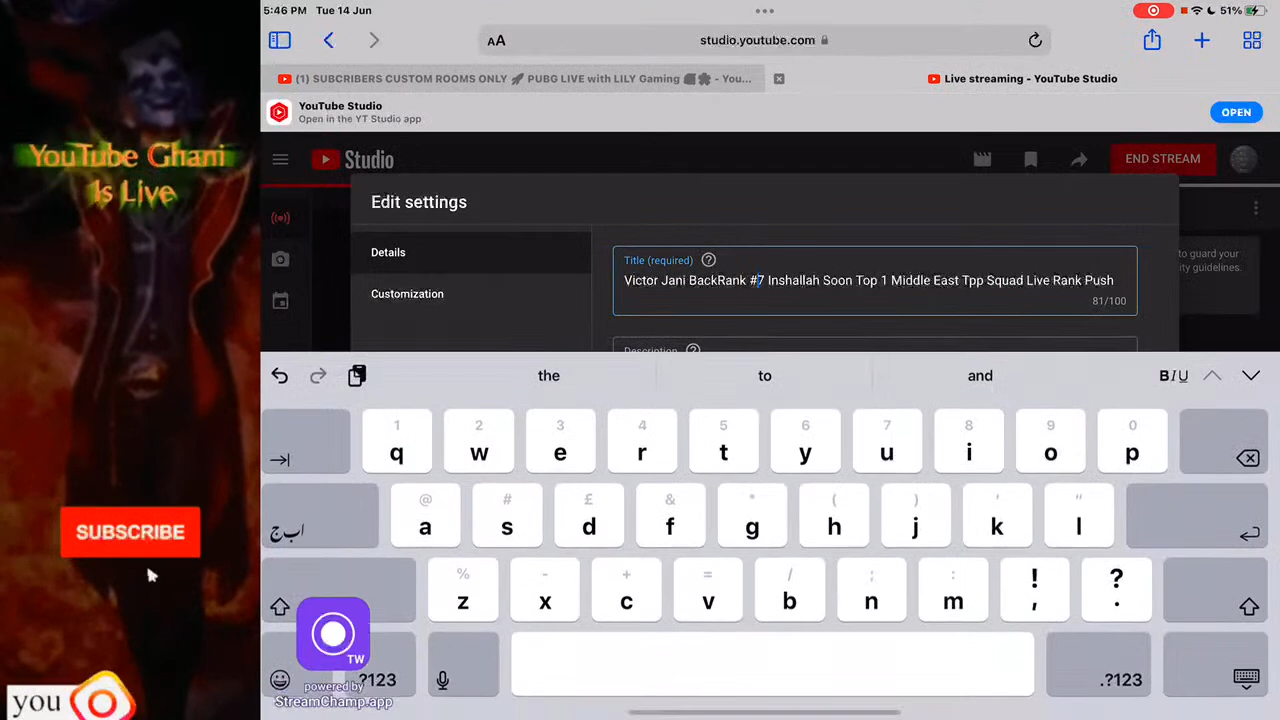 5:46 PM Tue 14 Jun
51%
AA
studio.youtube.com
(1) SUBCRIBERS CUSTOM ROOMS ONLY 🚀 PUBG LIVE with LILY Gaming - You...
Live streaming - YouTube Studio
YouTube Studio
Open in the YT Studio app
OPEN
Studio
END STREAM
Edit settings
Details
Customization
Title (required)
Victor Jani BackRank #7 Inshallah Soon Top 1 Middle East Tpp Squad Live Rank Push
81/100
Description
to guard your
ity guidelines.
YouTube Ghani
Is Live
SUBSCRIBE
you
the to and
BIU
1 2 3 4 5 6 7 8 9 0
q w e r t y u i o p
@ # £ & * ( ) ' "
a s d f g h j k l
ا ب ج
% - + = / ; : ! ?
z x c v b n m , .
.?123 .?123
TW
powered by
StreamChamp.app